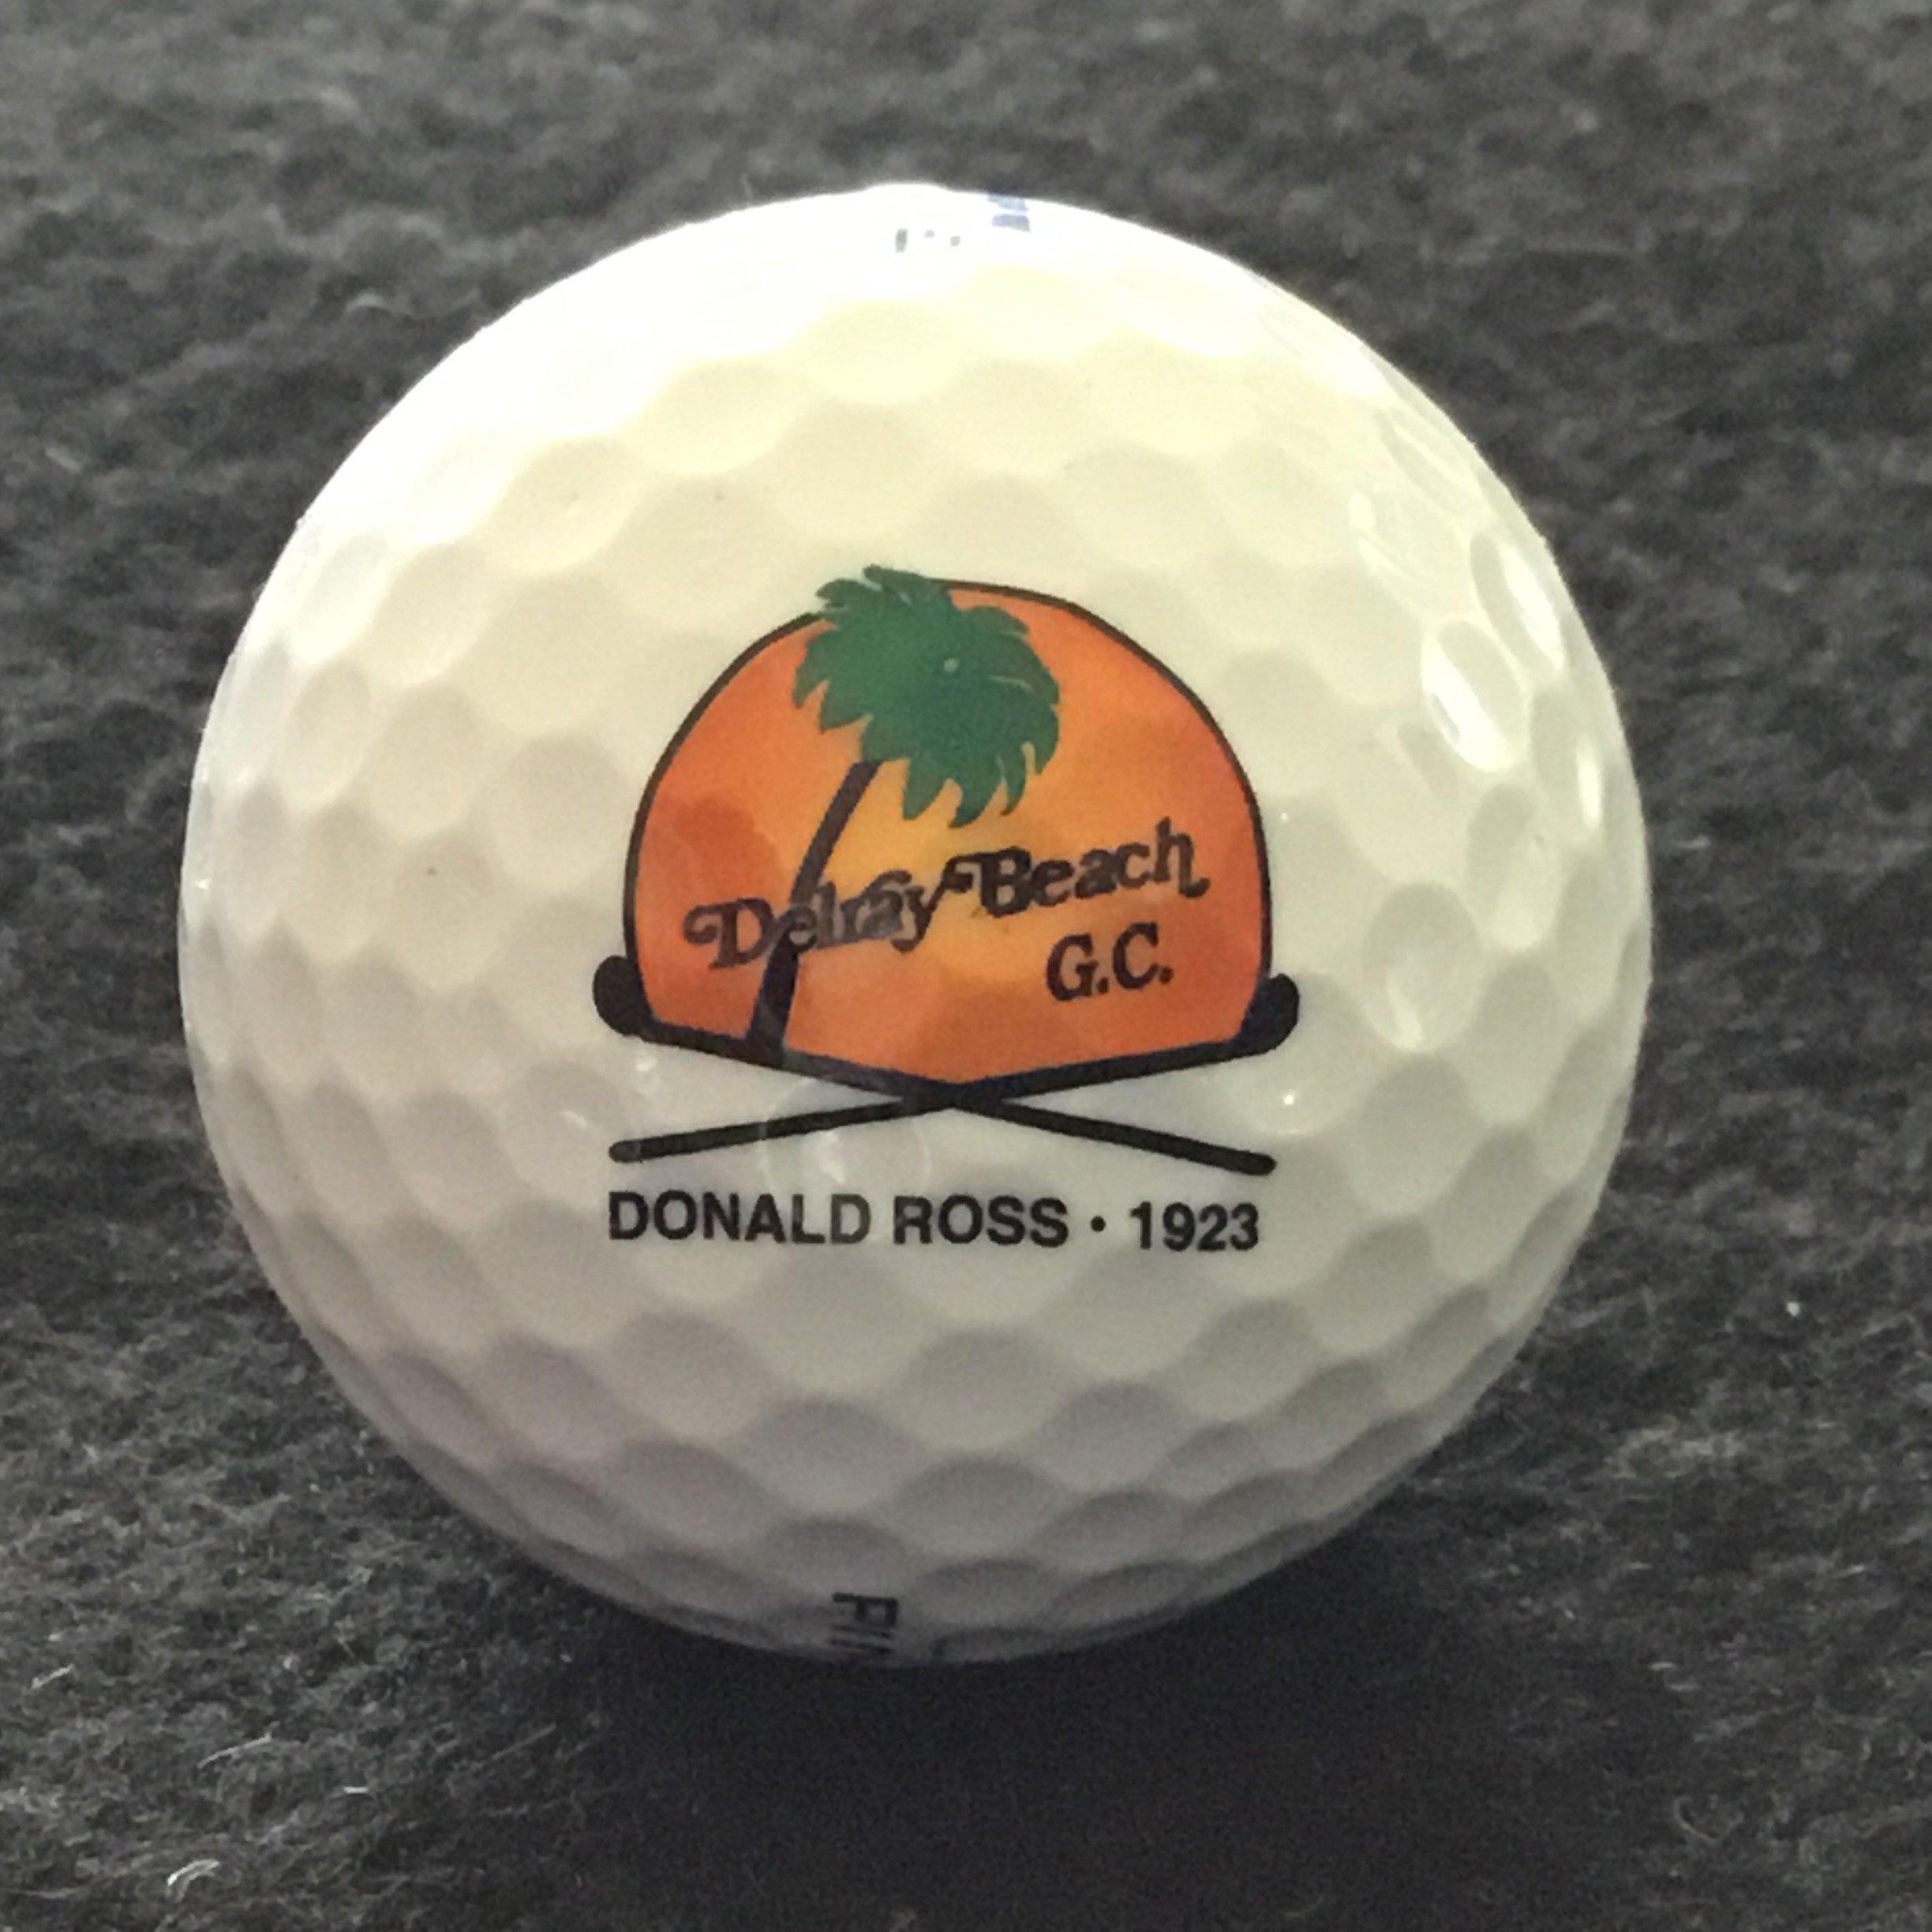 Delray Beach
G.C.
DONALD ROSS • 1923